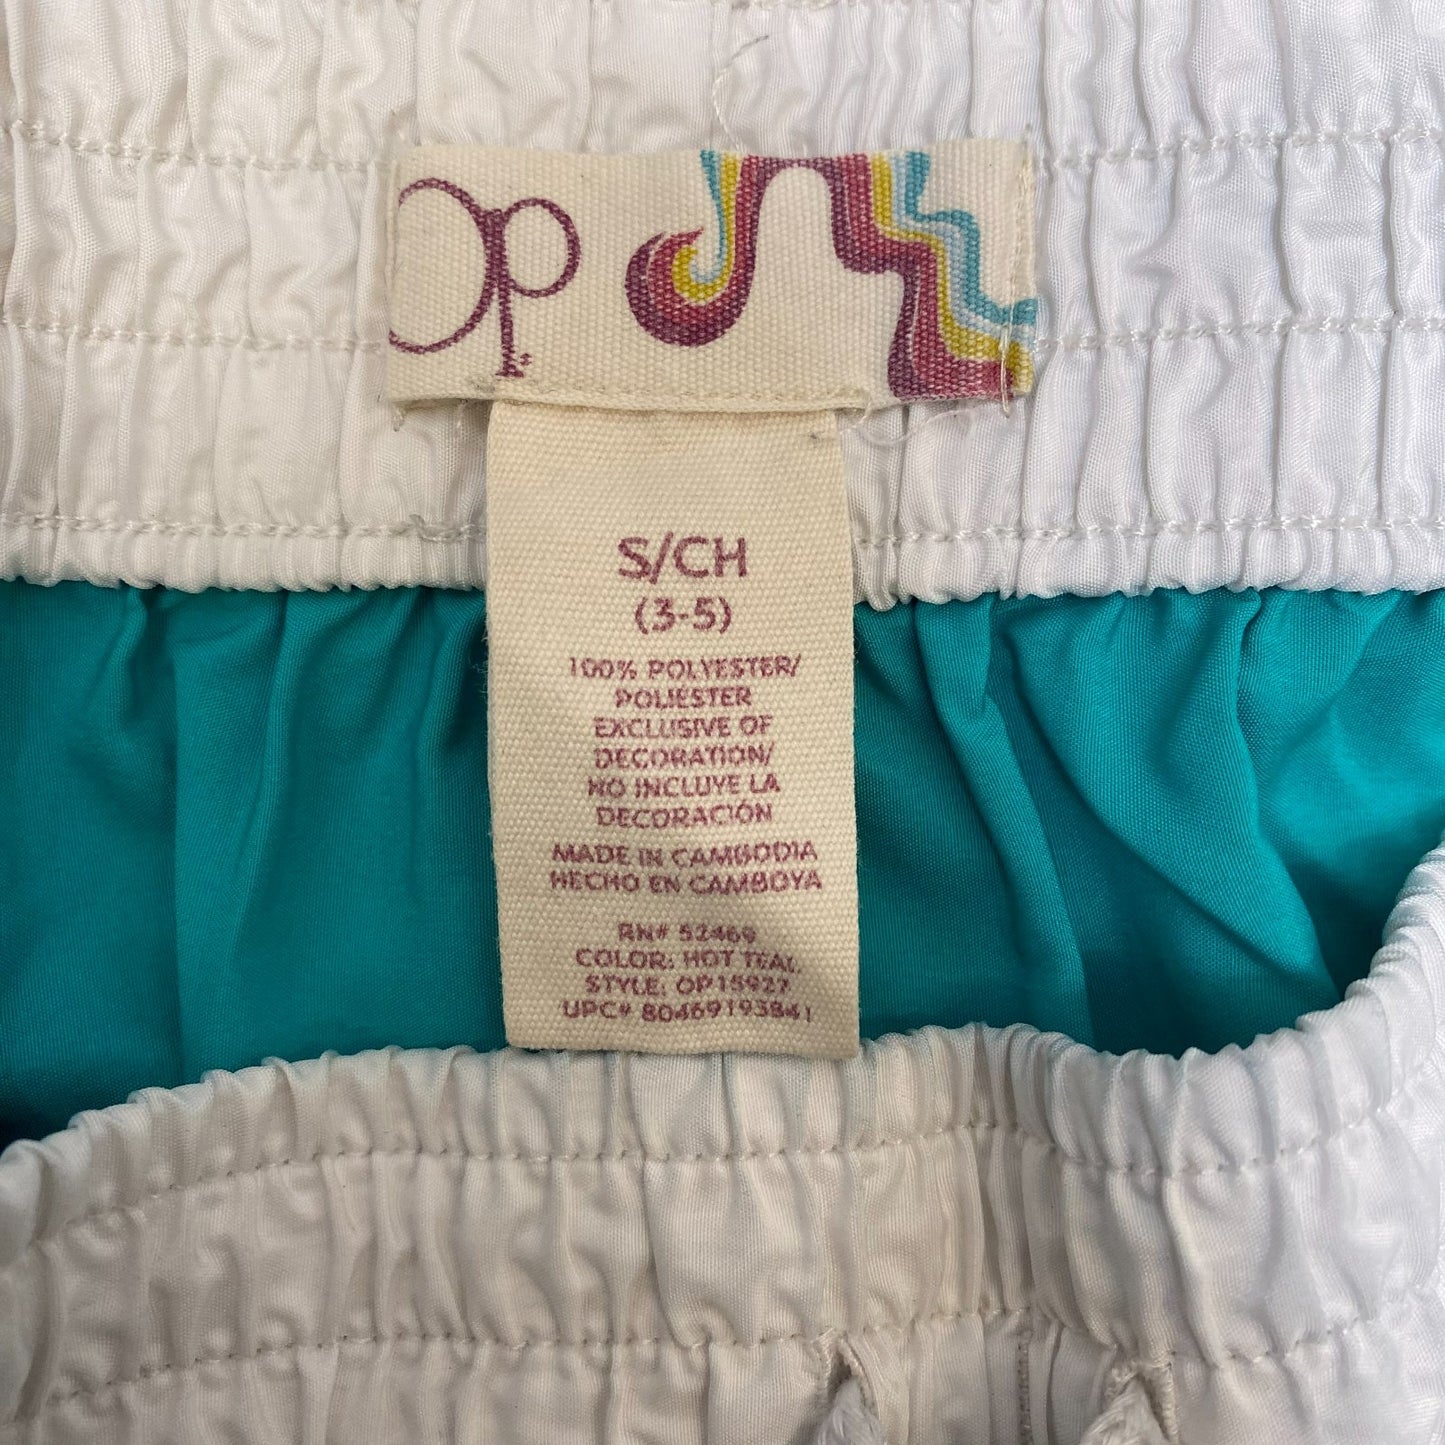 Op
S/CH
(3-5)
100% POLYESTER/
POLIÉSTER
EXCLUSIVE OF
DECORATION/
NO INCLUYE LA
DECORACIÓN
MADE IN CAMBODIA
HECHO EN CAMBOYA
RN# 52469
COLOR: HOT TEAL
STYLE: OP15927
UPC# 80469193841